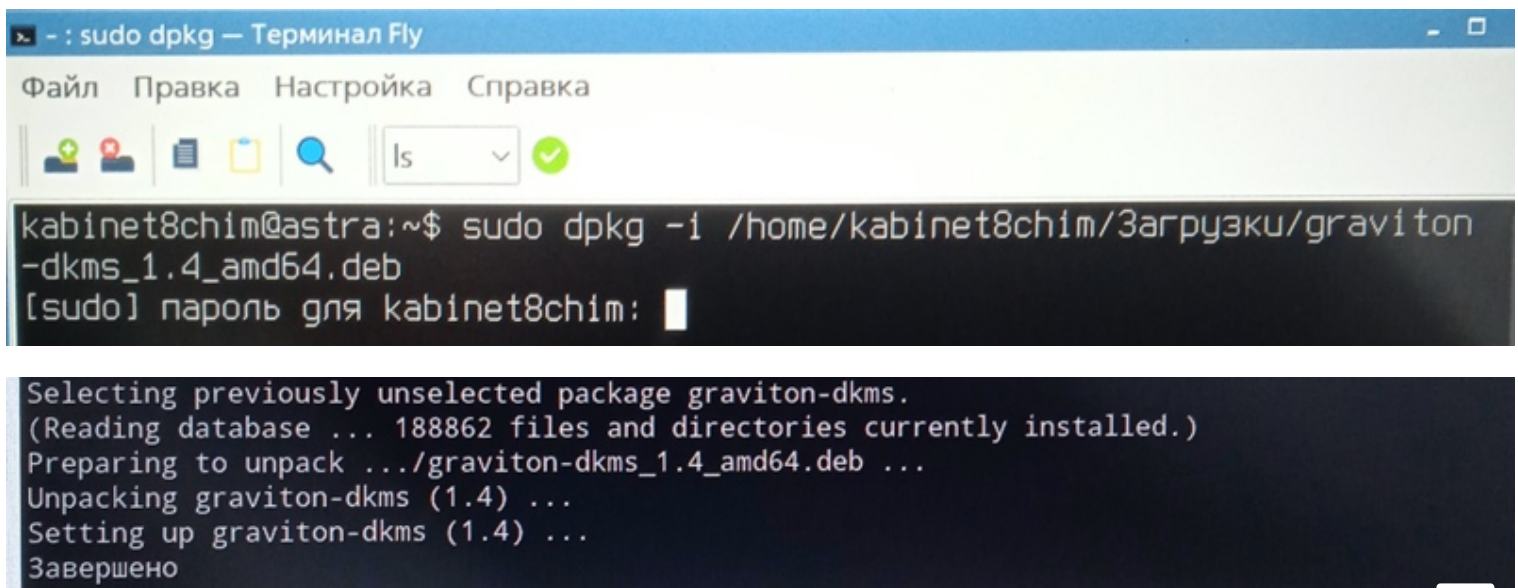 - : sudo dpkg — Терминал Fly
Файл Правка Настройка Справка
ls
kabinet8chim@astra:~$ sudo dpkg -i /home/kabinet8chim/Загрузки/graviton
-dkms_1.4_amd64.deb
[sudo] пароль для kabinet8chim:
Selecting previously unselected package graviton-dkms.
(Reading database ... 188862 files and directories currently installed.)
Preparing to unpack .../graviton-dkms_1.4_amd64.deb ...
Unpacking graviton-dkms (1.4) ...
Setting up graviton-dkms (1.4) ...
Завершено